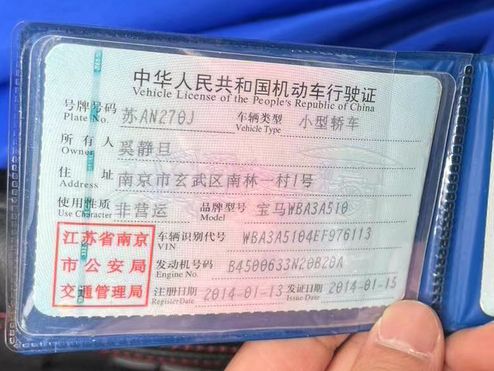 中华人民共和国机动车行驶证
Vehicle License of the People's Republic of China
号牌号码 苏AN270J 车辆类型 小型轿车
Plate No. Vehicle Type
所有人 奚静旦
Owner
住址 南京市玄武区南林一村1号
Address
使用性质 非营运 品牌型号 宝马WBA3A510
Use Character Model
江苏省南京
市公安局
交通管理局
车辆识别代号 WBA3A5104EF976113
VIN
发动机号码 B4500633N20B20A
Engine No.
注册日期 2014-01-13 发证日期 2014-01-15
Register Date Issue Date